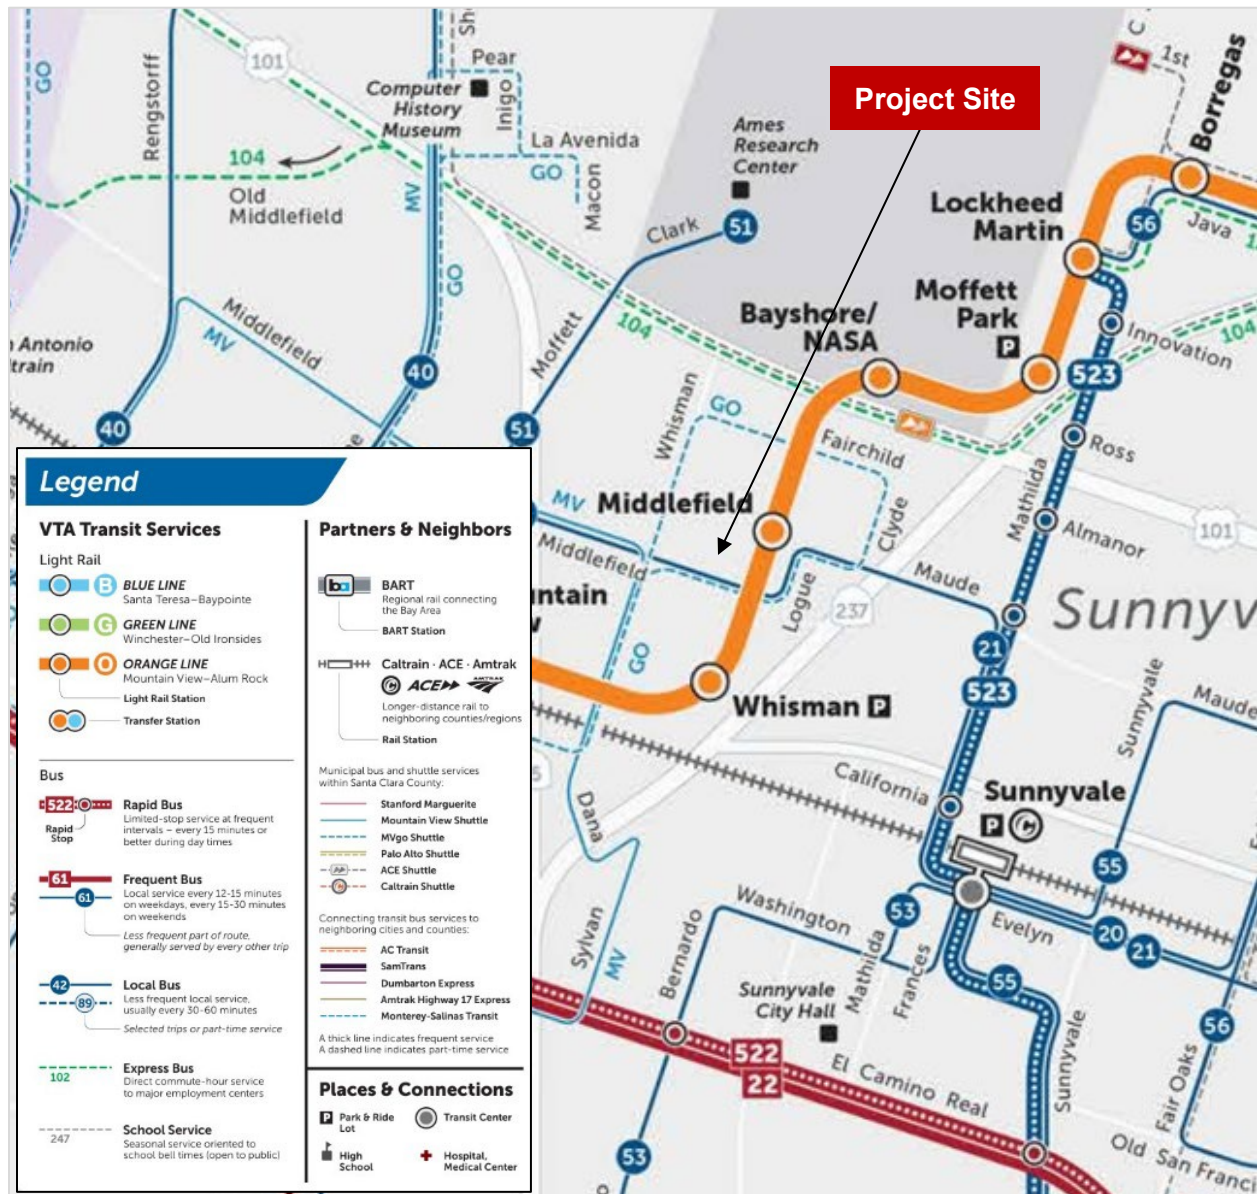 Sho
Pear
101
GO
Rengstorff
Computer
History
Museum
Inigo
La Avenida
GO
Macon
Project Site
Ames
Research
Center
C
1st
Borregas
104
Old
Middlefield
MV
GO
Clark
51
Lockheed
Martin
56
Java
Moffett
Park
P
Bayshore/
NASA
104
Innovation
104
Middlefield
MV
Moffett
Antonio
train
40
40
51
523
Whisman
GO
Fairchild
Ross
Mathilda
Almanor
101
MV
Middlefield
Middlefield
Clyde
Maude
Logue
237
Sunnyv
GO
21
523
Whisman P
Sunnyvale
Maude
California
Sunnyvale
P
Dana
55
Washington
53
Evelyn
20
21
Sylvan
MV
Bernardo
Mathilda
Frances
55
Sunnyvale
City Hall
522
22
El Camino Real
Sunnyvale
56
Fair Oaks
Old San Franci
53
Legend
VTA Transit Services
Light Rail
B BLUE LINE
Santa Teresa–Baypointe
G GREEN LINE
Winchester–Old Ironsides
O ORANGE LINE
Mountain View–Alum Rock
Light Rail Station
Transfer Station
Bus
522 Rapid Bus
Rapid
Stop
Limited-stop service at frequent
intervals – every 15 minutes or
better during day times
61 Frequent Bus
61
Local service every 12-15 minutes
on weekdays, every 15-30 minutes
on weekends
Less frequent part of route,
generally served by every other trip
42 Local Bus
89
Less frequent local service,
usually every 30-60 minutes
Selected trips or part-time service
Express Bus
102
Direct commute-hour service
to major employment centers
School Service
247
Seasonal service oriented to
school bell times (open to public)
Partners & Neighbors
ba BART
Regional rail connecting
the Bay Area
BART Station
Caltrain · ACE · Amtrak
ACE AMTRAK
Longer-distance rail to
neighboring counties/regions
Rail Station
Municipal bus and shuttle services
within Santa Clara County:
Stanford Marguerite
Mountain View Shuttle
MVgo Shuttle
Palo Alto Shuttle
ACE Shuttle
Caltrain Shuttle
Connecting transit bus services to
neighboring cities and counties:
AC Transit
SamTrans
Dumbarton Express
Amtrak Highway 17 Express
Monterey-Salinas Transit
A thick line indicates frequent service
A dashed line indicates part-time service
Places & Connections
P Park & Ride
Lot
Transit Center
High
School
Hospital,
Medical Center